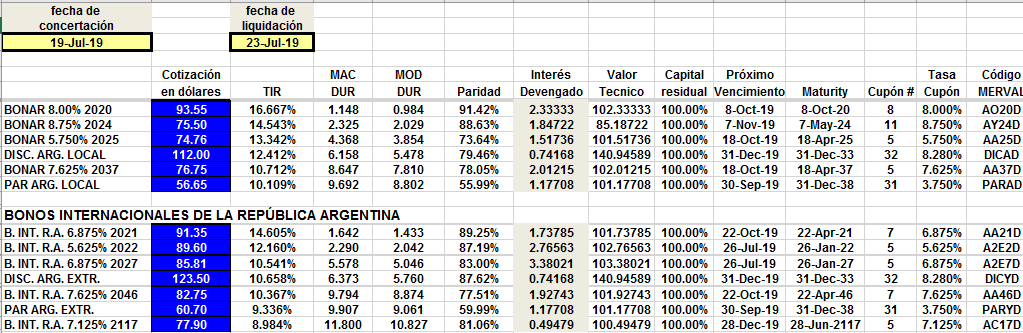 fecha de fecha de
concertación liquidación
19-Jul-19 23-Jul-19
Cotización MAC MOD Interés Valor Capital Próximo Tasa Código
en dólares TIR DUR DUR Paridad Devengado Tecnico residual Vencimiento Maturity Cupón # Cupón MERVAL
BONAR 8.00% 2020 93.55 16.667% 1.148 0.984 91.42% 2.33333 102.33333 100.00% 8-Oct-19 8-Oct-20 8 8.000% AO20D
BONAR 8.75% 2024 75.50 14.543% 2.325 2.029 88.63% 1.84722 85.18722 100.00% 7-Nov-19 7-May-24 11 8.750% AY24D
BONAR 5.750% 2025 74.76 13.342% 4.368 3.854 73.64% 1.51736 101.51736 100.00% 18-Oct-19 18-Apr-25 5 5.750% AA25D
DISC. ARG. LOCAL 112.00 12.412% 6.158 5.478 79.46% 0.74168 140.94589 100.00% 31-Dec-19 31-Dec-33 32 8.280% DICAD
BONAR 7.625% 2037 76.75 10.712% 8.647 7.810 78.05% 2.01215 102.01215 100.00% 18-Oct-19 18-Apr-37 5 7.625% AA37D
PAR ARG. LOCAL 56.65 10.109% 9.692 8.802 55.99% 1.17708 101.17708 100.00% 30-Sep-19 31-Dec-38 31 3.750% PARAD
BONOS INTERNACIONALES DE LA REPÚBLICA ARGENTINA
B. INT. R.A. 6.875% 2021 91.35 14.605% 1.642 1.433 89.25% 1.73785 101.73785 100.00% 22-Oct-19 22-Apr-21 7 6.875% AA21D
B. INT. R.A. 5.625% 2022 89.60 12.160% 2.290 2.042 87.19% 2.76563 102.76563 100.00% 26-Jul-19 26-Jan-22 5 5.625% A2E2D
B. INT. R.A. 6.875% 2027 85.81 10.541% 5.578 5.046 83.00% 3.38021 103.38021 100.00% 26-Jul-19 26-Jan-27 5 6.875% A2E7D
DISC. ARG. EXTR. 123.50 10.658% 6.373 5.760 87.62% 0.74168 140.94589 100.00% 31-Dec-19 31-Dec-33 32 8.280% DICYD
B. INT. R.A. 7.625% 2046 82.75 10.367% 9.794 8.874 77.51% 1.92743 101.92743 100.00% 22-Oct-19 22-Apr-46 7 7.625% AA46D
PAR ARG. EXTR. 60.70 9.336% 9.907 9.061 59.99% 1.17708 101.17708 100.00% 30-Sep-19 31-Dec-38 31 3.750% PARYD
B. INT. R.A. 7.125% 2117 77.90 8.984% 11.800 10.827 81.06% 0.49479 100.49479 100.00% 28-Dec-19 28-Jun-2117 5 7.125% AC17D